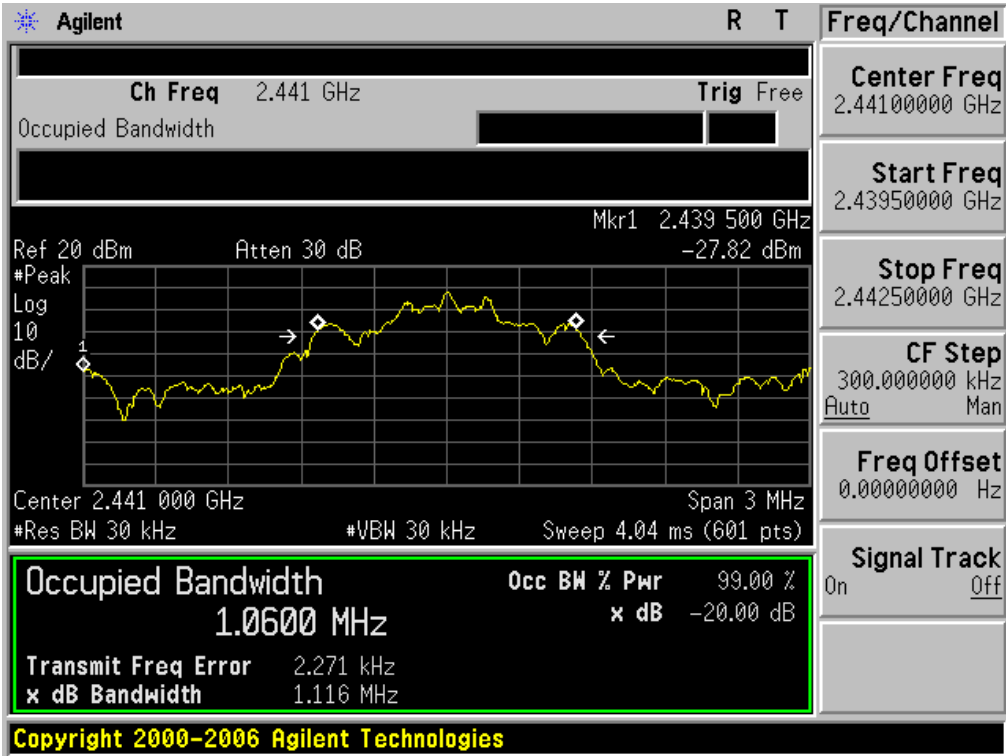 Agilent R T
Ch Freq 2.441 GHz Trig Free
Occupied Bandwidth
Mkr1 2.439 500 GHz
Ref 20 dBm Atten 30 dB -27.82 dBm
#Peak
Log
10
dB/
1
Center 2.441 000 GHz Span 3 MHz
#Res BW 30 kHz #VBW 30 kHz Sweep 4.04 ms (601 pts)
Occupied Bandwidth
1.0600 MHz
Occ BW % Pwr 99.00 %
x dB -20.00 dB
Transmit Freq Error 2.271 kHz
x dB Bandwidth 1.116 MHz
Copyright 2000-2006 Agilent Technologies
Freq/Channel
Center Freq
2.44100000 GHz
Start Freq
2.43950000 GHz
Stop Freq
2.44250000 GHz
CF Step
300.000000 kHz
Auto Man
Freq Offset
0.00000000 Hz
Signal Track
On Off